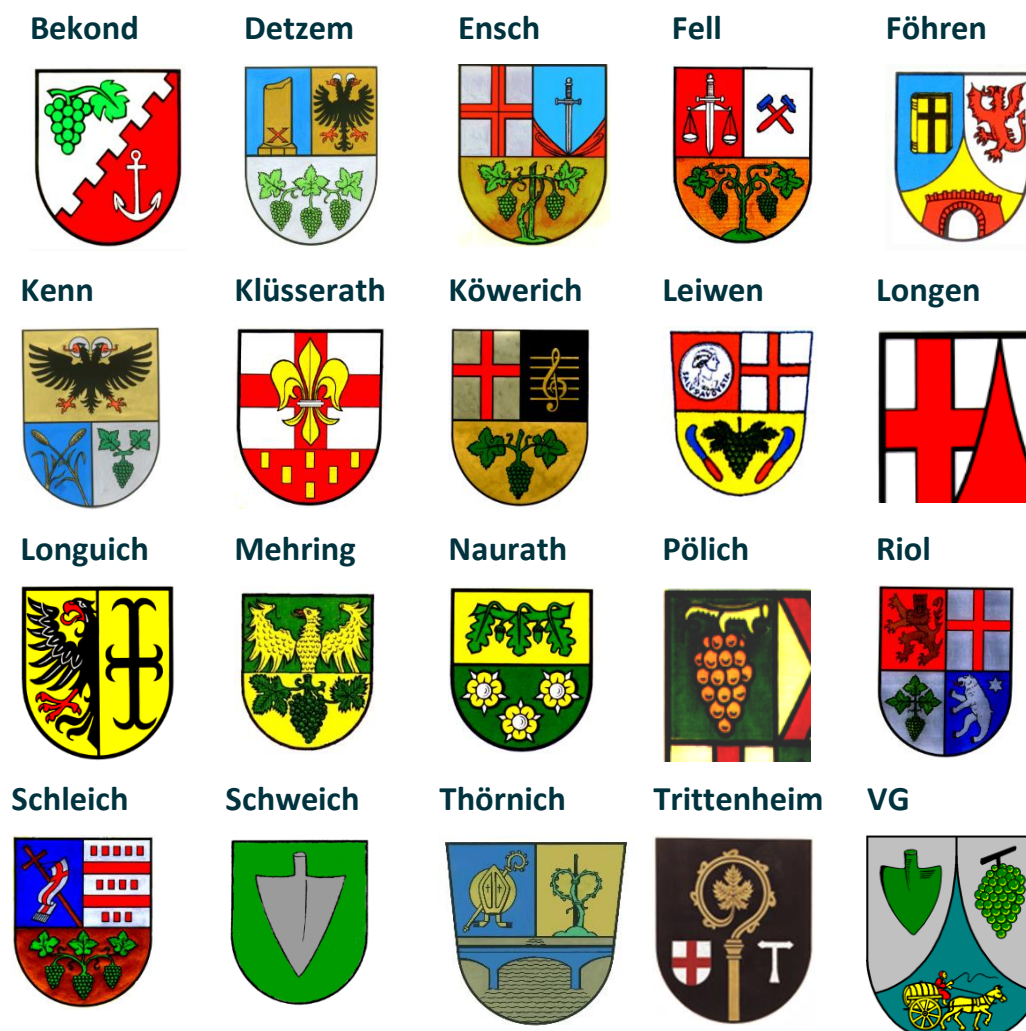 Bekond Detzem Ensch Fell Föhren
Kenn Klüsserath Köwerich Leiwen Longen
Longuich Mehring Naurath Pölich Riol
Schleich Schweich Thörnich Trittenheim VG